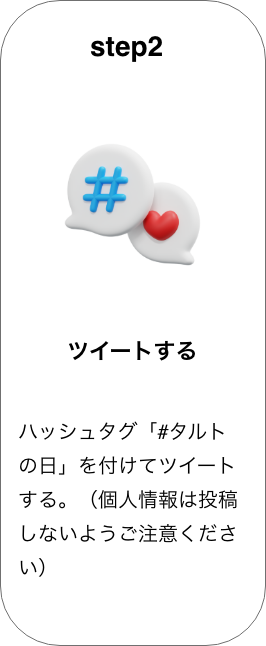 step2
#
ツイートする
ハッシュタグ「#タルト
の日」を付けてツイート
する。（個人情報は投稿
しないようご注意くださ
い）